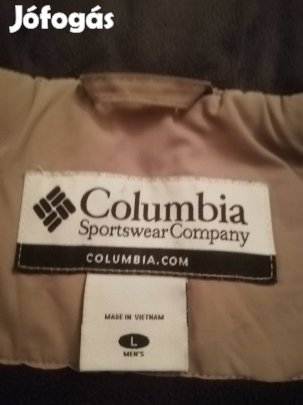 Jófogás
Columbia
Sportswear Company
COLUMBIA.COM
MADE IN VIETNAM
L
MEN'S